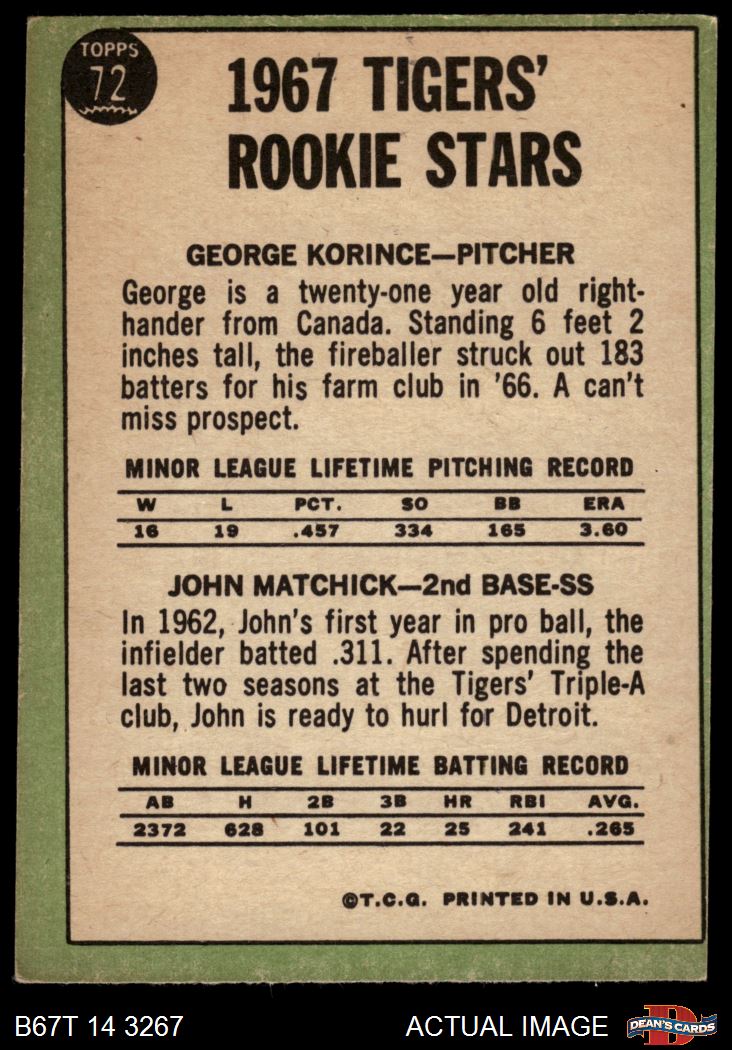 TOPPS
72
1967 TIGERS'
ROOKIE STARS
GEORGE KORINCE—PITCHER
George is a twenty-one year old right-
hander from Canada. Standing 6 feet 2
inches tall, the fireballer struck out 183
batters for his farm club in '66. A can't
miss prospect.
MINOR LEAGUE LIFETIME PITCHING RECORD
W L PCT. SO BB ERA
16 19 .457 334 165 3.60
JOHN MATCHICK—2nd BASE-SS
In 1962, John's first year in pro ball, the
infielder batted .311. After spending the
last two seasons at the Tigers' Triple-A
club, John is ready to hurl for Detroit.
MINOR LEAGUE LIFETIME BATTING RECORD
AB H 2B 3B HR RBI AVG.
2372 628 101 22 25 241 .265
©T.C.G. PRINTED IN U.S.A.
B67T 14 3267 ACTUAL IMAGE
D
DEAN'S CARDS